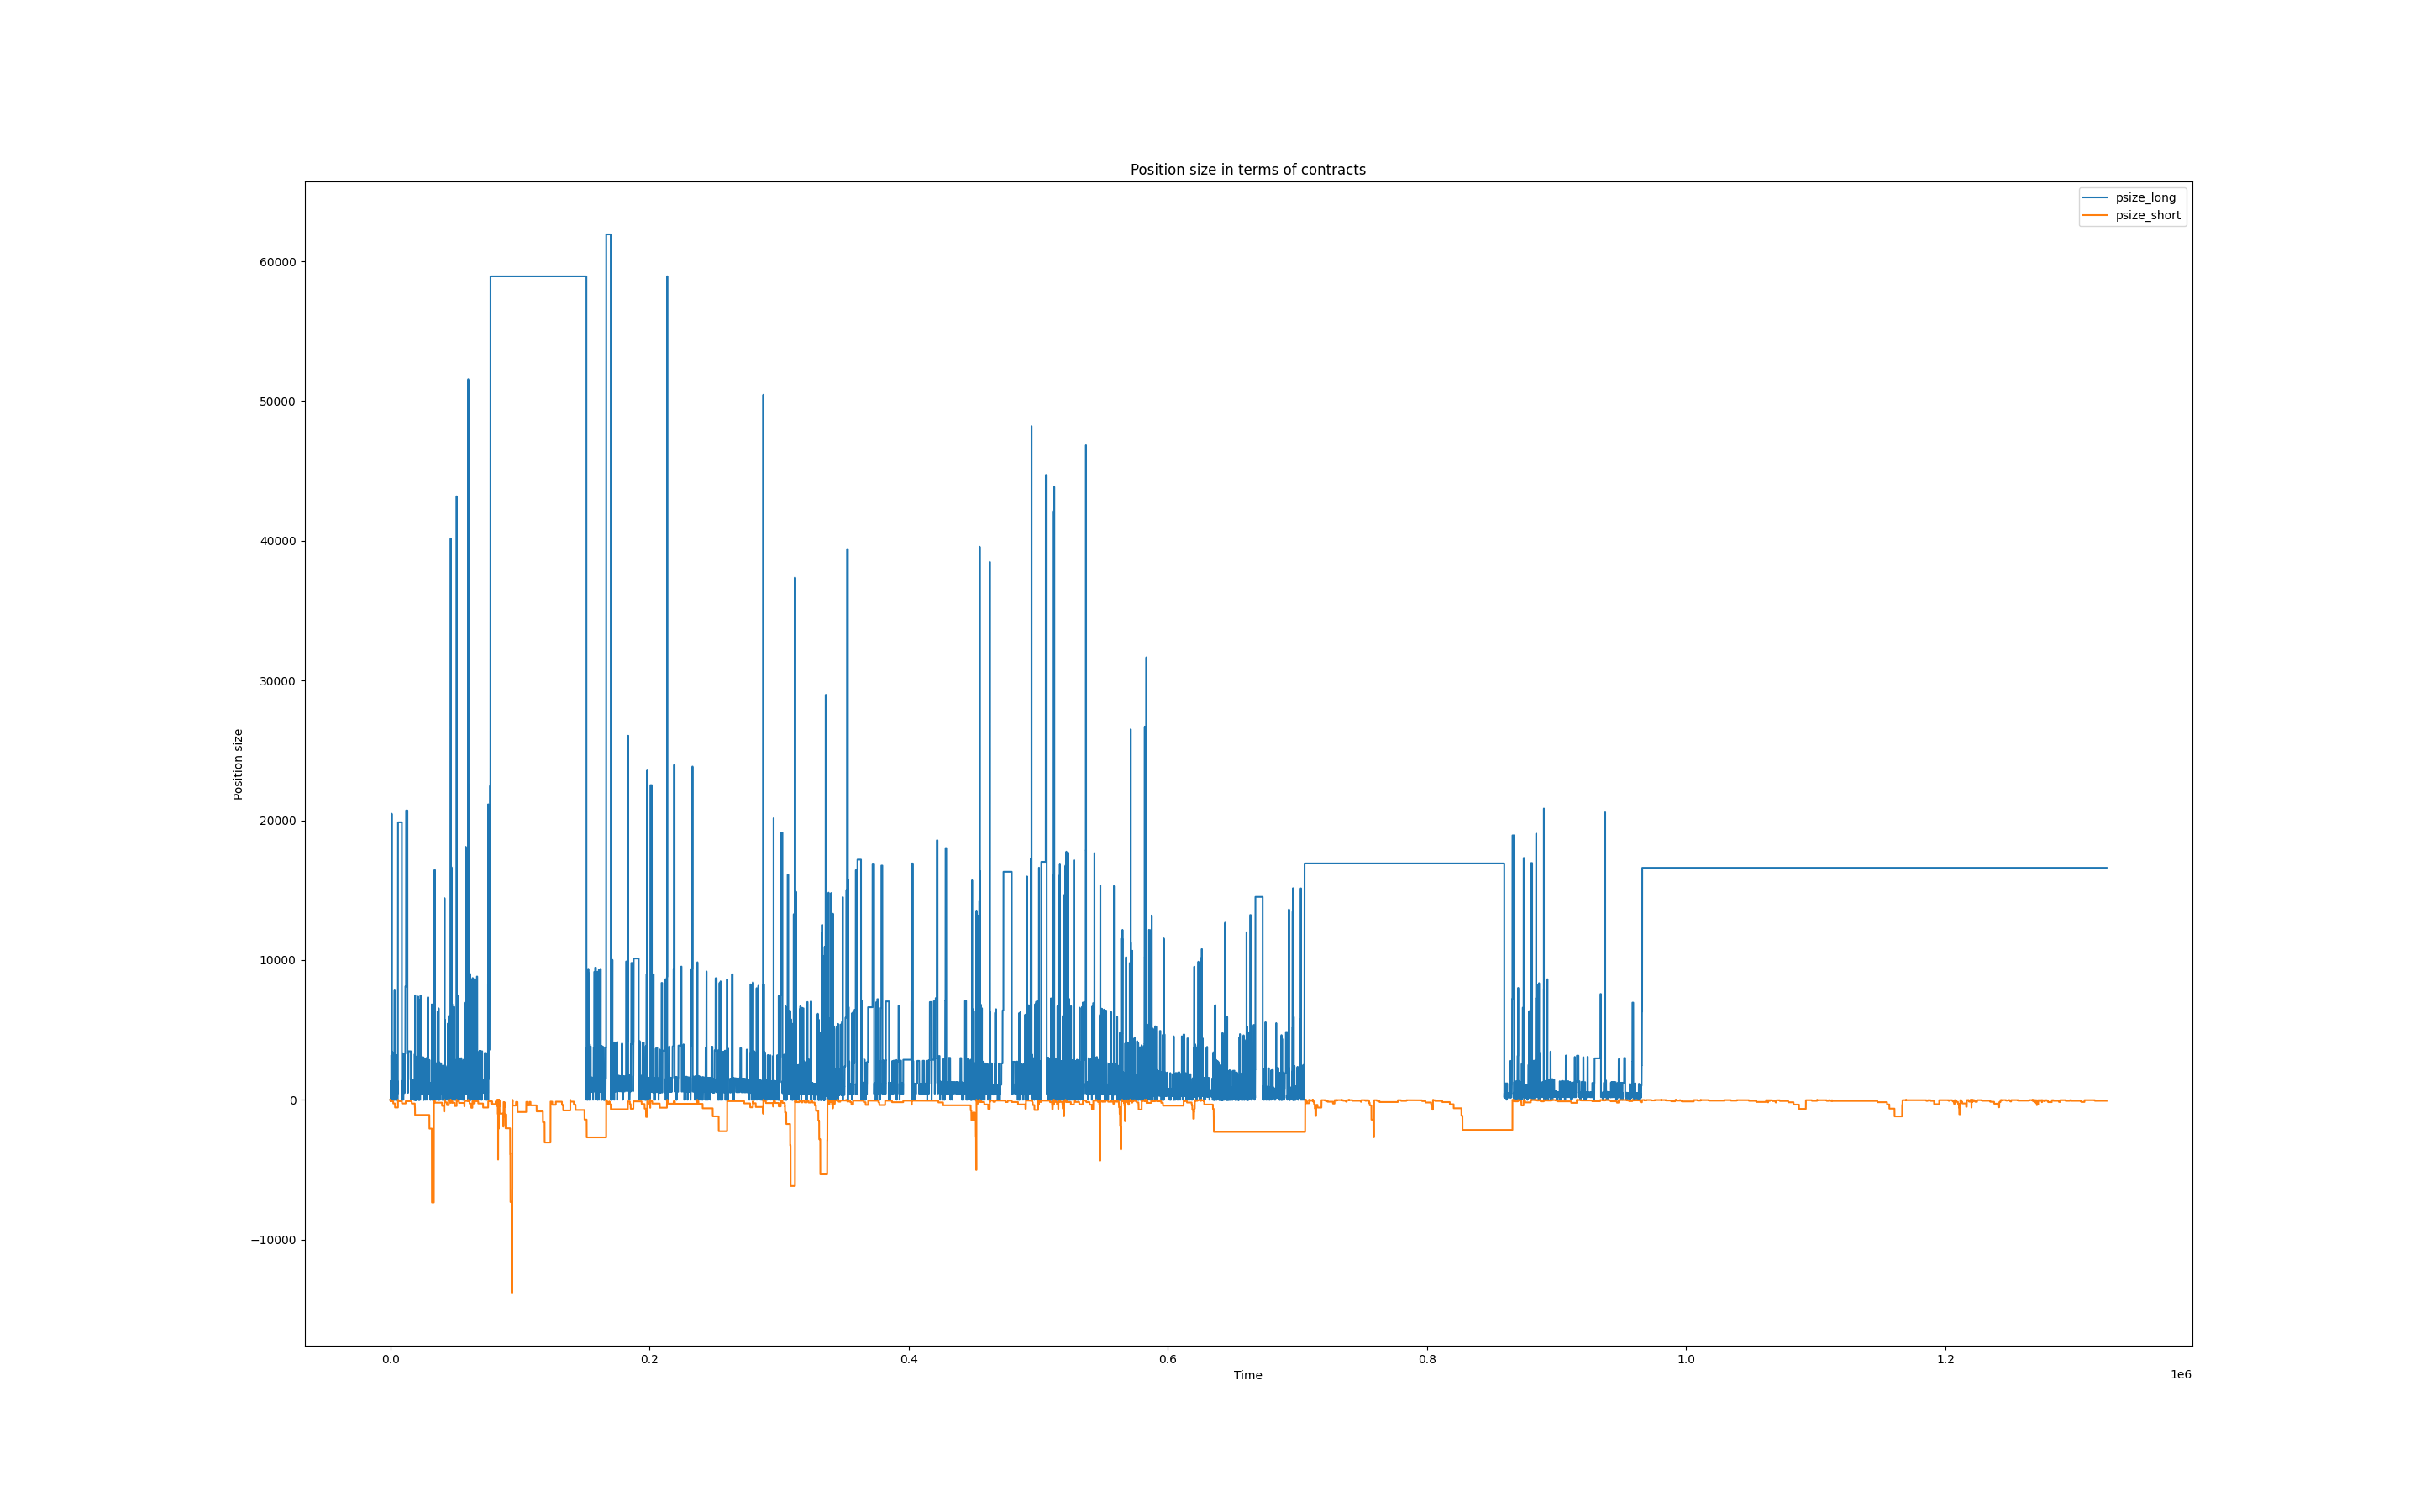 Position size in terms of contracts
psize_long
psize_short
60000
50000
40000
30000
20000
10000
0
−10000
Position size
0.0 0.2 0.4 0.6 0.8 1.0 1.2
Time
1e6